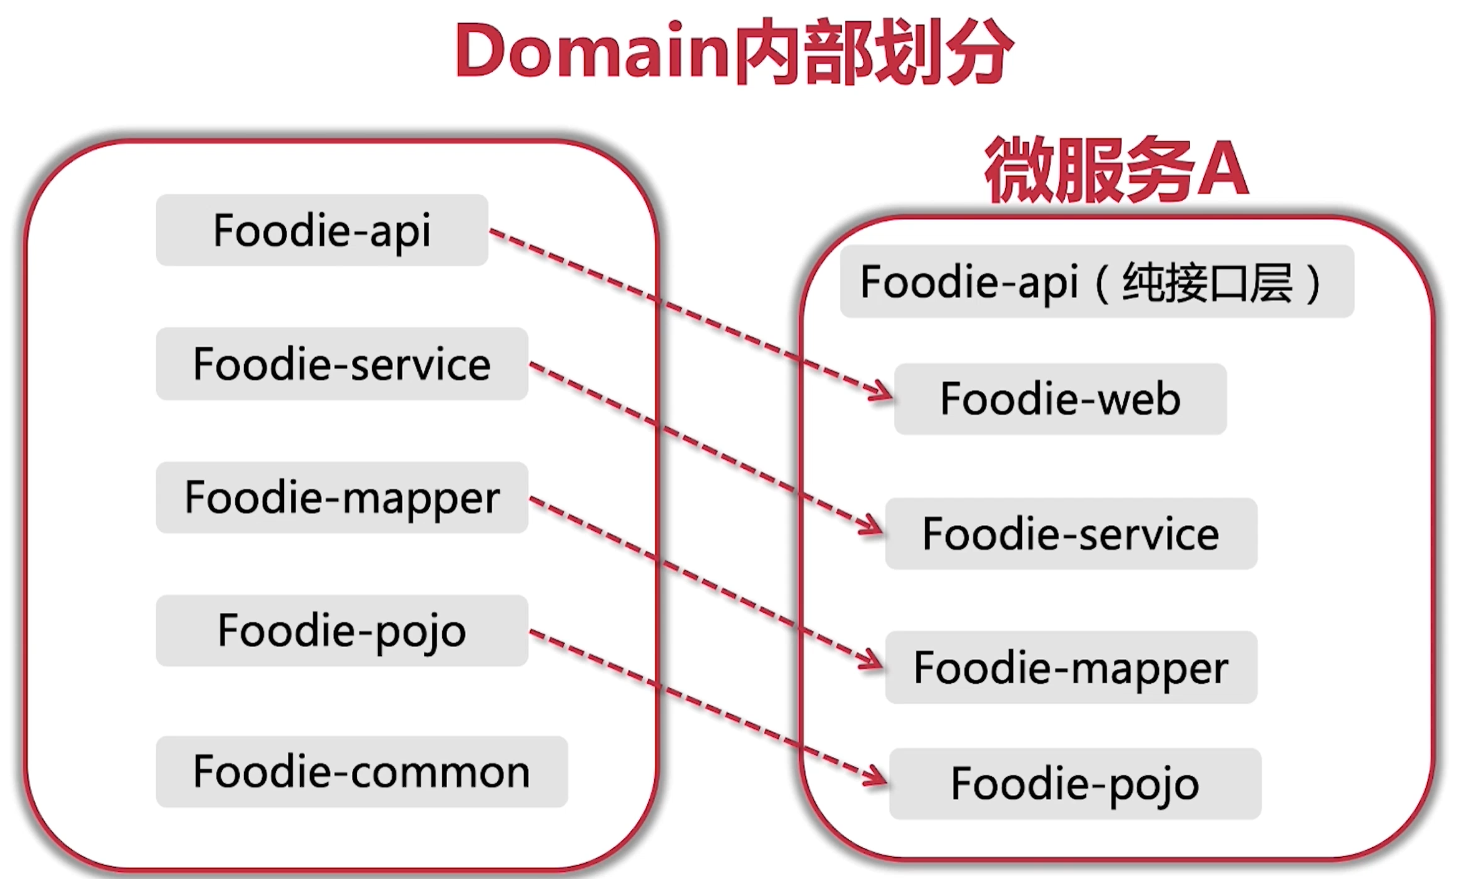 Domain内部划分
Foodie-api
Foodie-service
Foodie-mapper
Foodie-pojo
Foodie-common
微服务A
Foodie-api（纯接口层）
Foodie-web
Foodie-service
Foodie-mapper
Foodie-pojo